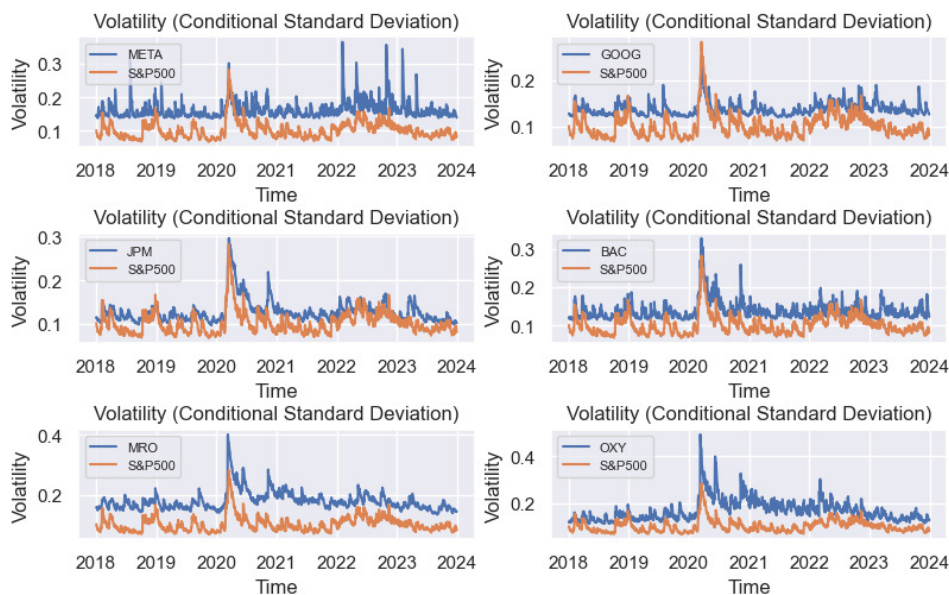 Volatility (Conditional Standard Deviation)
Volatility
0.3
0.2
0.1
META
S&P500
2018 2019 2020 2021 2022 2023 2024
Time
Volatility (Conditional Standard Deviation)
Volatility
0.2
0.1
GOOG
S&P500
2018 2019 2020 2021 2022 2023 2024
Time
Volatility (Conditional Standard Deviation)
Volatility
0.3
0.2
0.1
JPM
S&P500
2018 2019 2020 2021 2022 2023 2024
Time
Volatility (Conditional Standard Deviation)
Volatility
0.3
0.2
0.1
BAC
S&P500
2018 2019 2020 2021 2022 2023 2024
Time
Volatility (Conditional Standard Deviation)
Volatility
0.4
0.2
MRO
S&P500
2018 2019 2020 2021 2022 2023 2024
Time
Volatility (Conditional Standard Deviation)
Volatility
0.4
0.2
OXY
S&P500
2018 2019 2020 2021 2022 2023 2024
Time